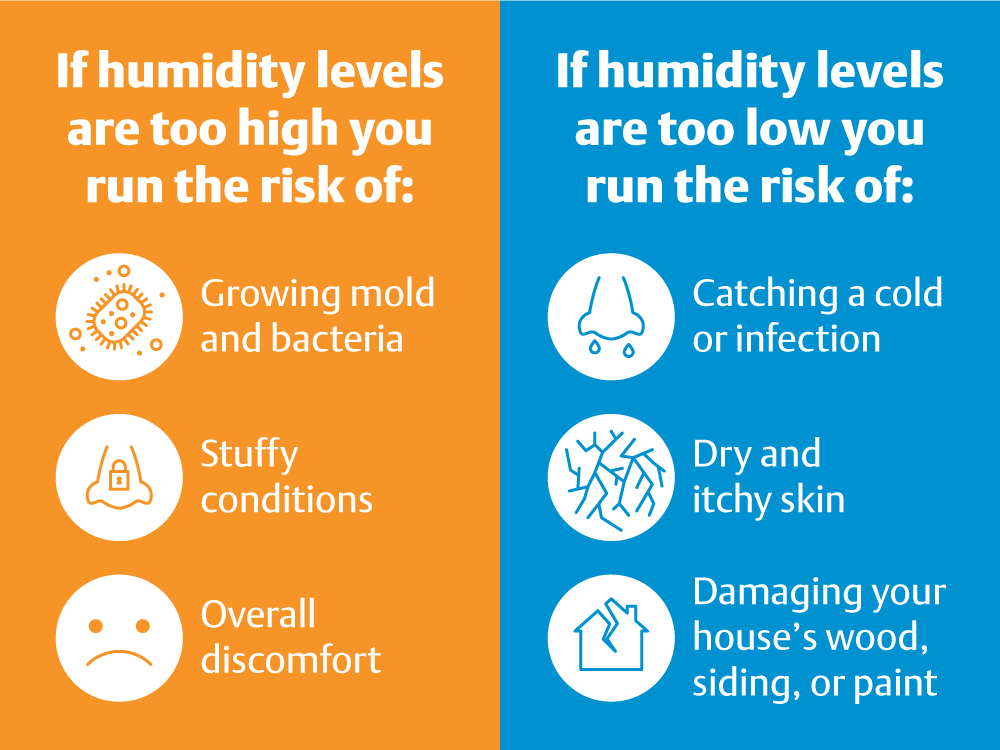 If humidity levels
are too high you
run the risk of:
Growing mold
and bacteria
Stuffy
conditions
Overall
discomfort
If humidity levels
are too low you
run the risk of:
Catching a cold
or infection
Dry and
itchy skin
Damaging your
house’s wood,
siding, or paint